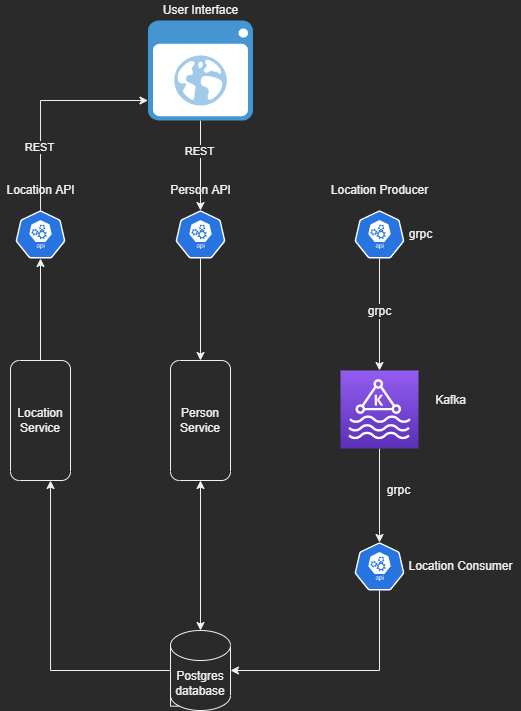 User Interface
REST
REST
Location API
Person API
Location Producer
api
api
api
grpc
grpc
K
Kafka
Location
Service
Person
Service
grpc
Location Consumer
api
Postgres
database